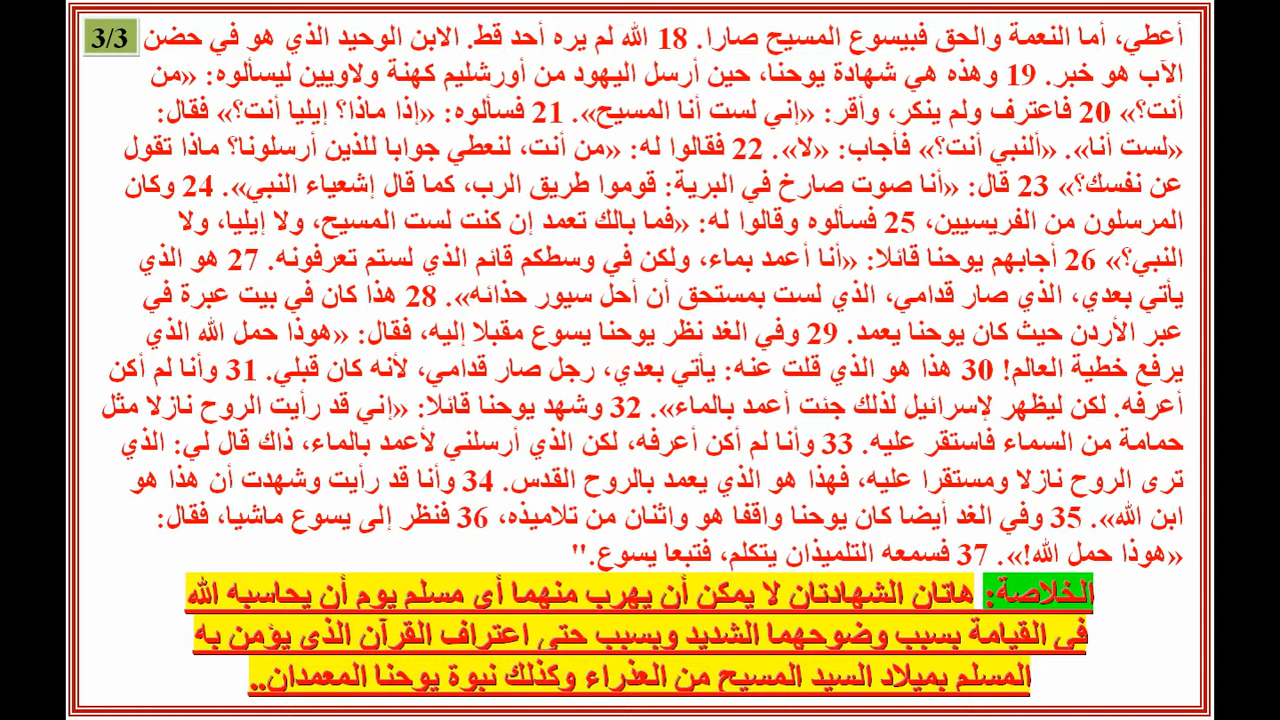 3/3
أعطي، أما النعمة والحق فبيسوع المسيح صارا. 18 الله لم يره أحد قط. الابن الوحيد الذي هو في حضن
الآب هو خبر. 19 وهذه هي شهادة يوحنا، حين أرسل اليهود من أورشليم كهنة ولاويين ليسألوه: «من
أنت؟» 20 فاعترف ولم ينكر، وأقر: «إني لست أنا المسيح». 21 فسألوه: «إذا ماذا؟ إيليا أنت؟» فقال:
«لست أنا». «ألنبي أنت؟» فأجاب: «لا». 22 فقالوا له: «من أنت، لنعطي جوابا للذين أرسلونا؟ ماذا تقول
عن نفسك؟» 23 قال: «أنا صوت صارخ في البرية: قوموا طريق الرب، كما قال إشعياء النبي». 24 وكان
المرسلون من الفريسيين، 25 فسألوه وقالوا له: «فما بالك تعمد إن كنت لست المسيح، ولا إيليا، ولا
النبي؟» 26 أجابهم يوحنا قائلا: «أنا أعمد بماء، ولكن في وسطكم قائم الذي لستم تعرفونه. 27 هو الذي
يأتي بعدي، الذي صار قدامي، الذي لست بمستحق أن أحل سيور حذائه». 28 هذا كان في بيت عبرة في
عبر الأردن حيث كان يوحنا يعمد. 29 وفي الغد نظر يوحنا يسوع مقبلا إليه، فقال: «هوذا حمل الله الذي
يرفع خطية العالم! 30 هذا هو الذي قلت عنه: يأتي بعدي، رجل صار قدامي، لأنه كان قبلي. 31 وأنا لم أكن
أعرفه. لكن ليظهر لإسرائيل لذلك جئت أعمد بالماء». 32 وشهد يوحنا قائلا: «إني قد رأيت الروح نازلا مثل
حمامة من السماء فاستقر عليه. 33 وأنا لم أكن أعرفه، لكن الذي أرسلني لأعمد بالماء، ذاك قال لي: الذي
ترى الروح نازلا ومستقرا عليه، فهذا هو الذي يعمد بالروح القدس. 34 وأنا قد رأيت وشهدت أن هذا هو
ابن الله». 35 وفي الغد أيضا كان يوحنا واقفا هو واثنان من تلاميذه، 36 فنظر إلى يسوع ماشيا، فقال:
«هوذا حمل الله!». 37 فسمعه التلميذان يتكلم، فتبعا يسوع."
الخلاصة: هاتان الشهادتان لا يمكن أن يهرب منهما أي مسلم يوم أن يحاسبه الله
في القيامة بسبب وضوحهما الشديد وبسبب حتى اعتراف القرآن الذي يؤمن به
المسلم بميلاد السيد المسيح من العذراء وكذلك نبوة يوحنا المعمدان..